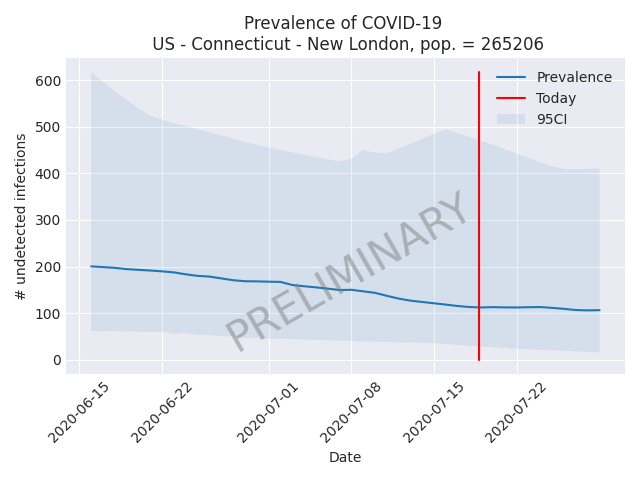 Prevalence of COVID-19
US - Connecticut - New London, pop. = 265206
Prevalence
Today
95CI
# undetected infections
600
500
400
300
200
100
0
PRELIMINARY
2020-06-15
2020-06-22
2020-07-01
2020-07-08
2020-07-15
2020-07-22
Date